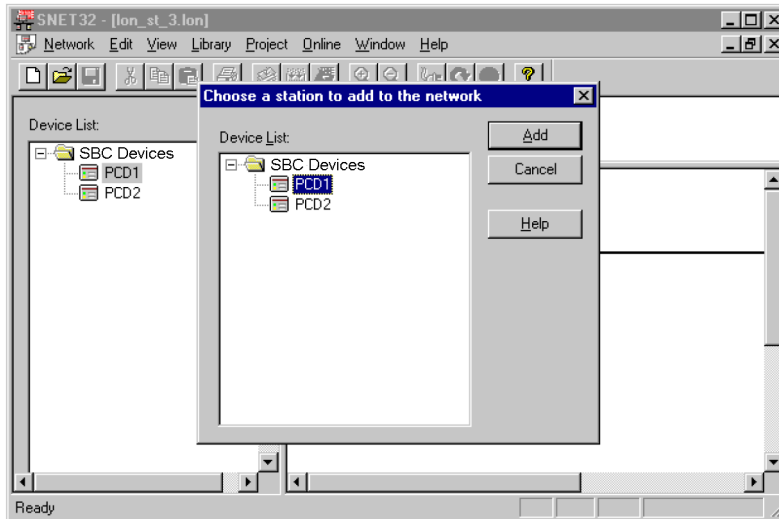 SNET32 - [lon_st_3.lon]
Network Edit View Library Project Online Window Help
Choose a station to add to the network
Device List:
SBC Devices
PCD1
PCD2
Device List:
SBC Devices
PCD1
PCD2
Add
Cancel
Help
Ready